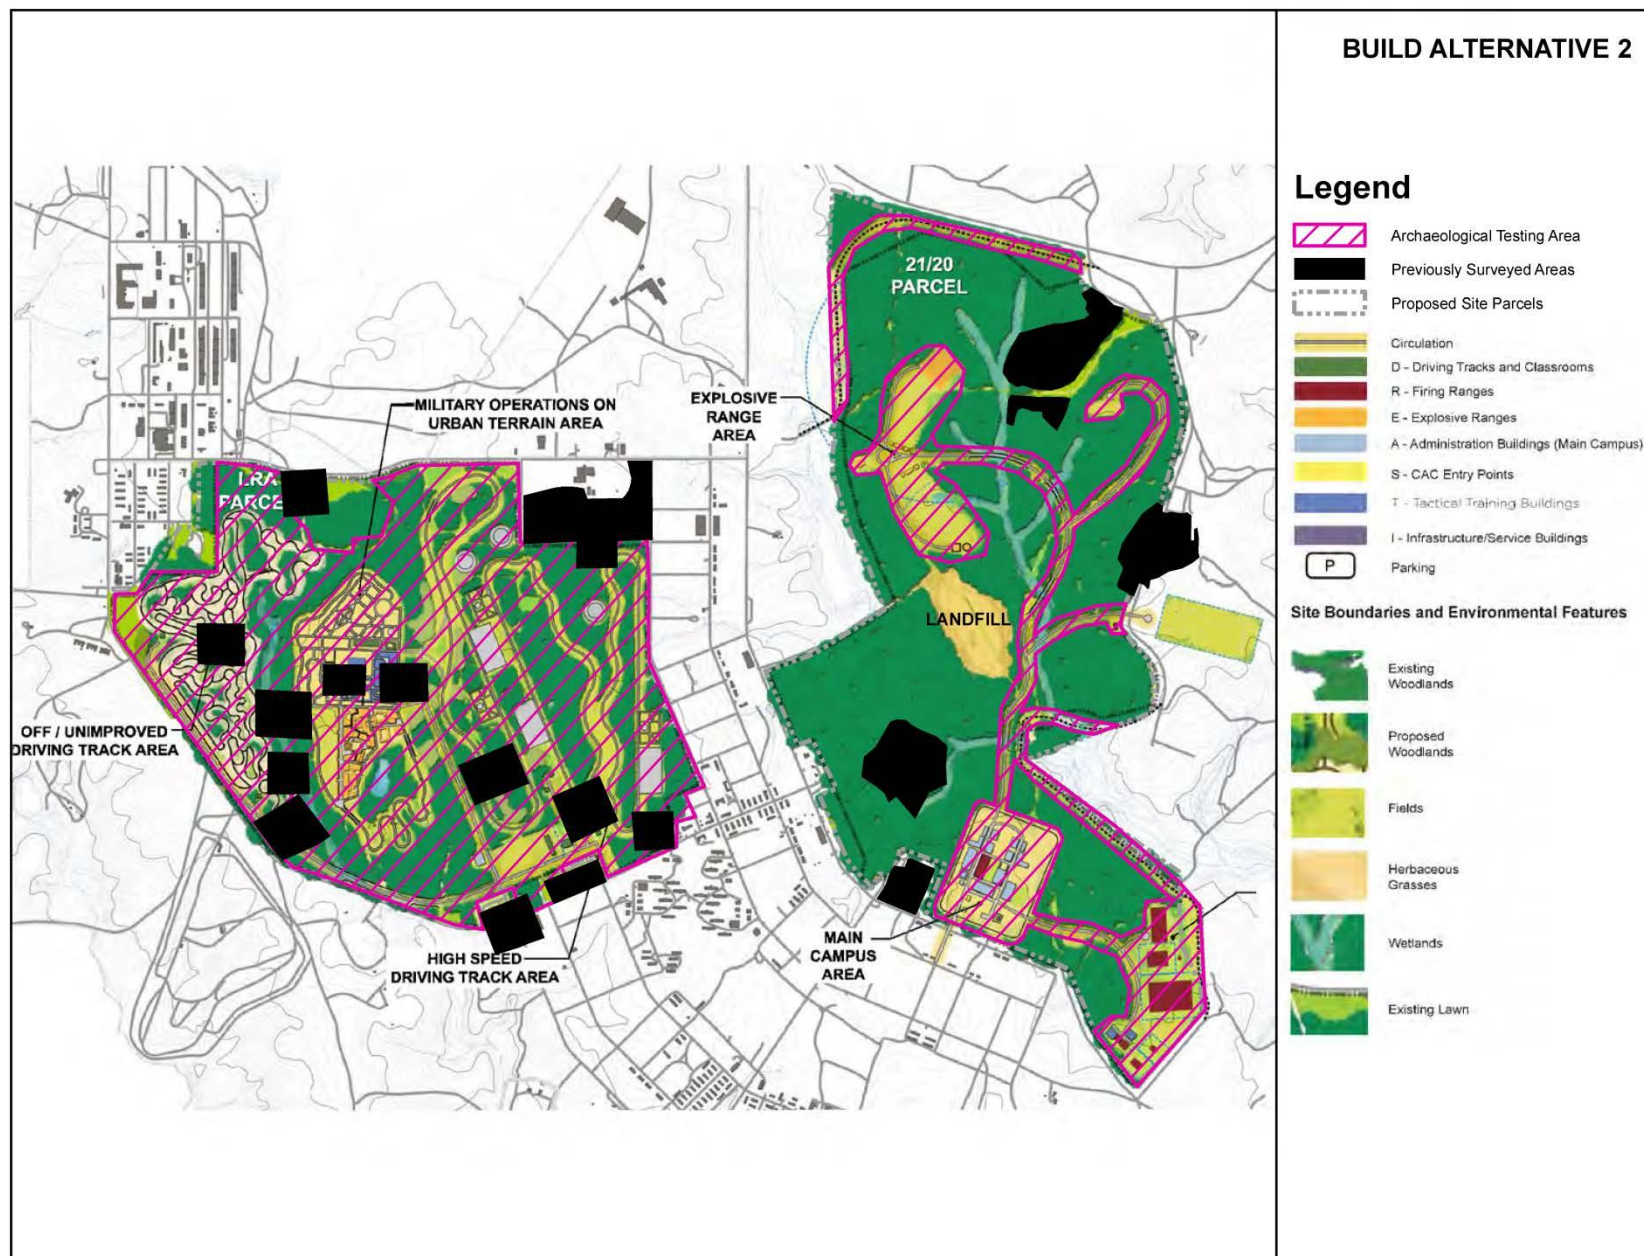 BUILD ALTERNATIVE 2
Legend
Archaeological Testing Area
Previously Surveyed Areas
Proposed Site Parcels
Circulation
D - Driving Tracks and Classrooms
R - Firing Ranges
E - Explosive Ranges
A - Administration Buildings (Main Campus)
S - CAC Entry Points
T - Tactical Training Buildings
I - Infrastructure/Service Buildings
P
Parking
Site Boundaries and Environmental Features
Existing
Woodlands
Proposed
Woodlands
Fields
Herbaceous
Grasses
Wetlands
Existing Lawn
21/20
PARCEL
MILITARY OPERATIONS ON
URBAN TERRAIN AREA
EXPLOSIVE
RANGE
AREA
LRA
PARCE
LANDFILL
OFF / UNIMPROVED
DRIVING TRACK AREA
HIGH SPEED
DRIVING TRACK AREA
MAIN
CAMPUS
AREA